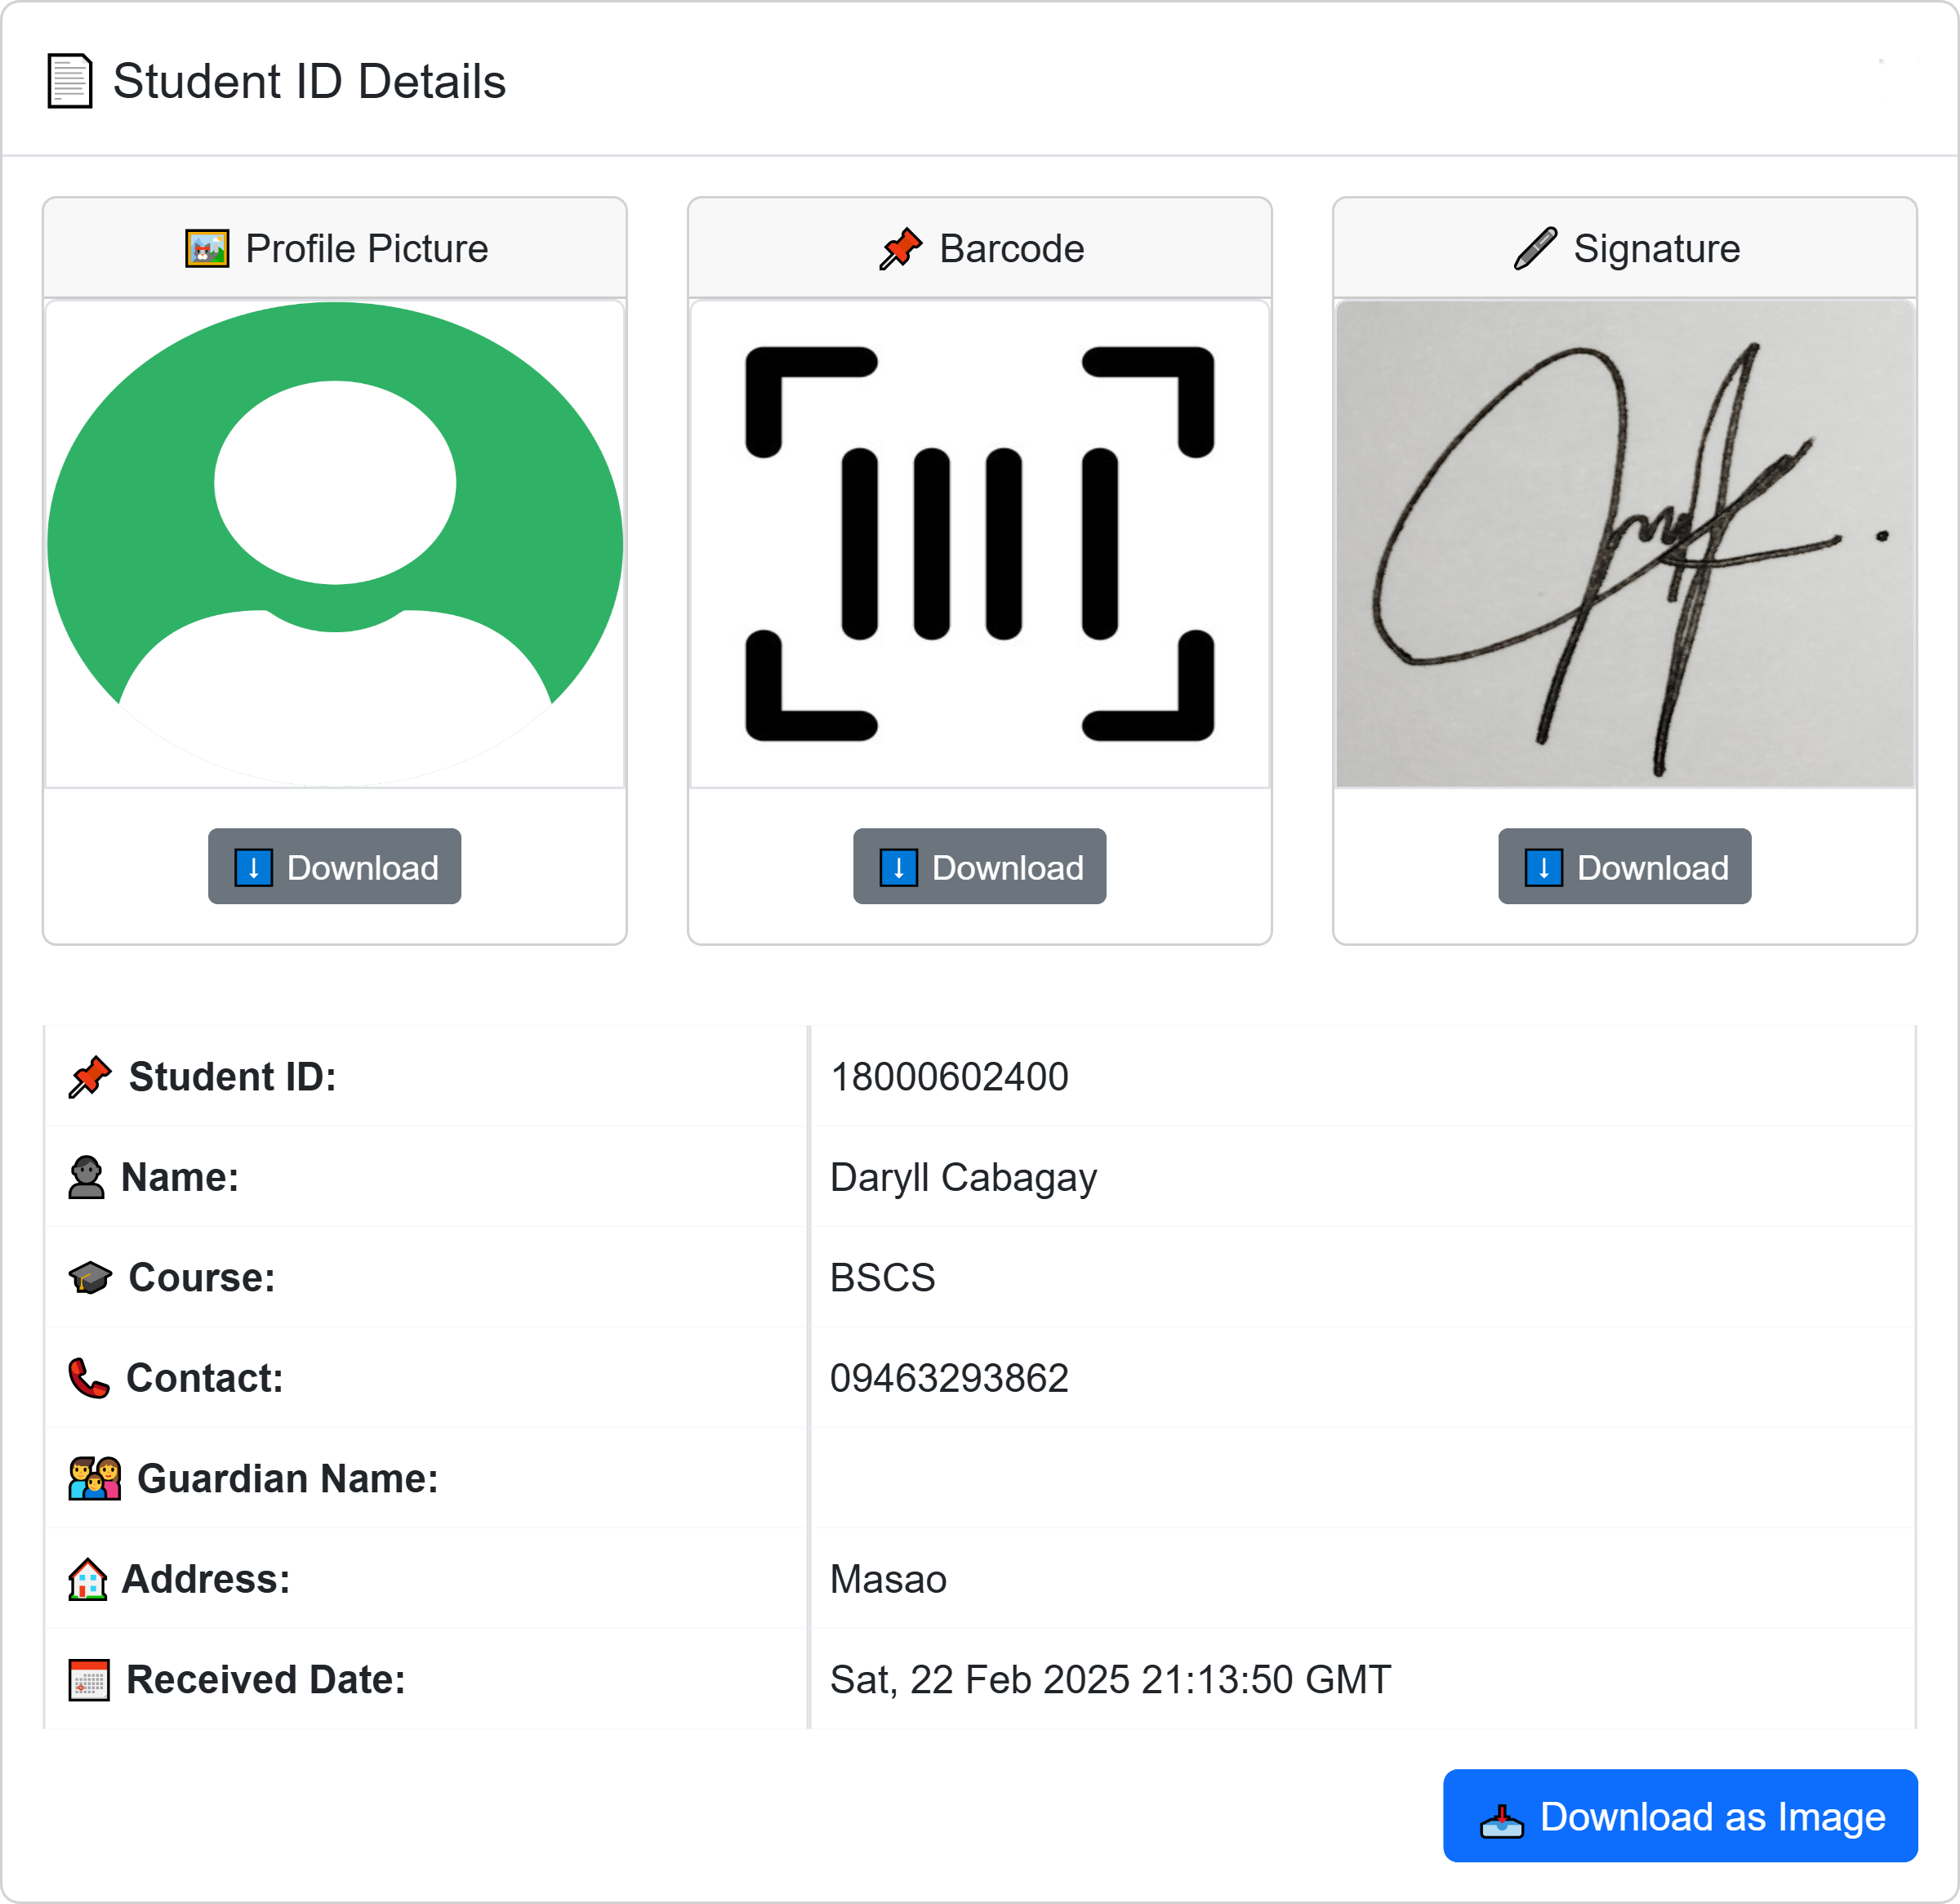 Student ID Details
Profile Picture
Barcode
Signature
Download
Download
Download
Student ID: 18000602400
Name: Daryll Cabagay
Course: BSCS
Contact: 09463293862
Guardian Name:
Address: Masao
Received Date: Sat, 22 Feb 2025 21:13:50 GMT
Download as Image